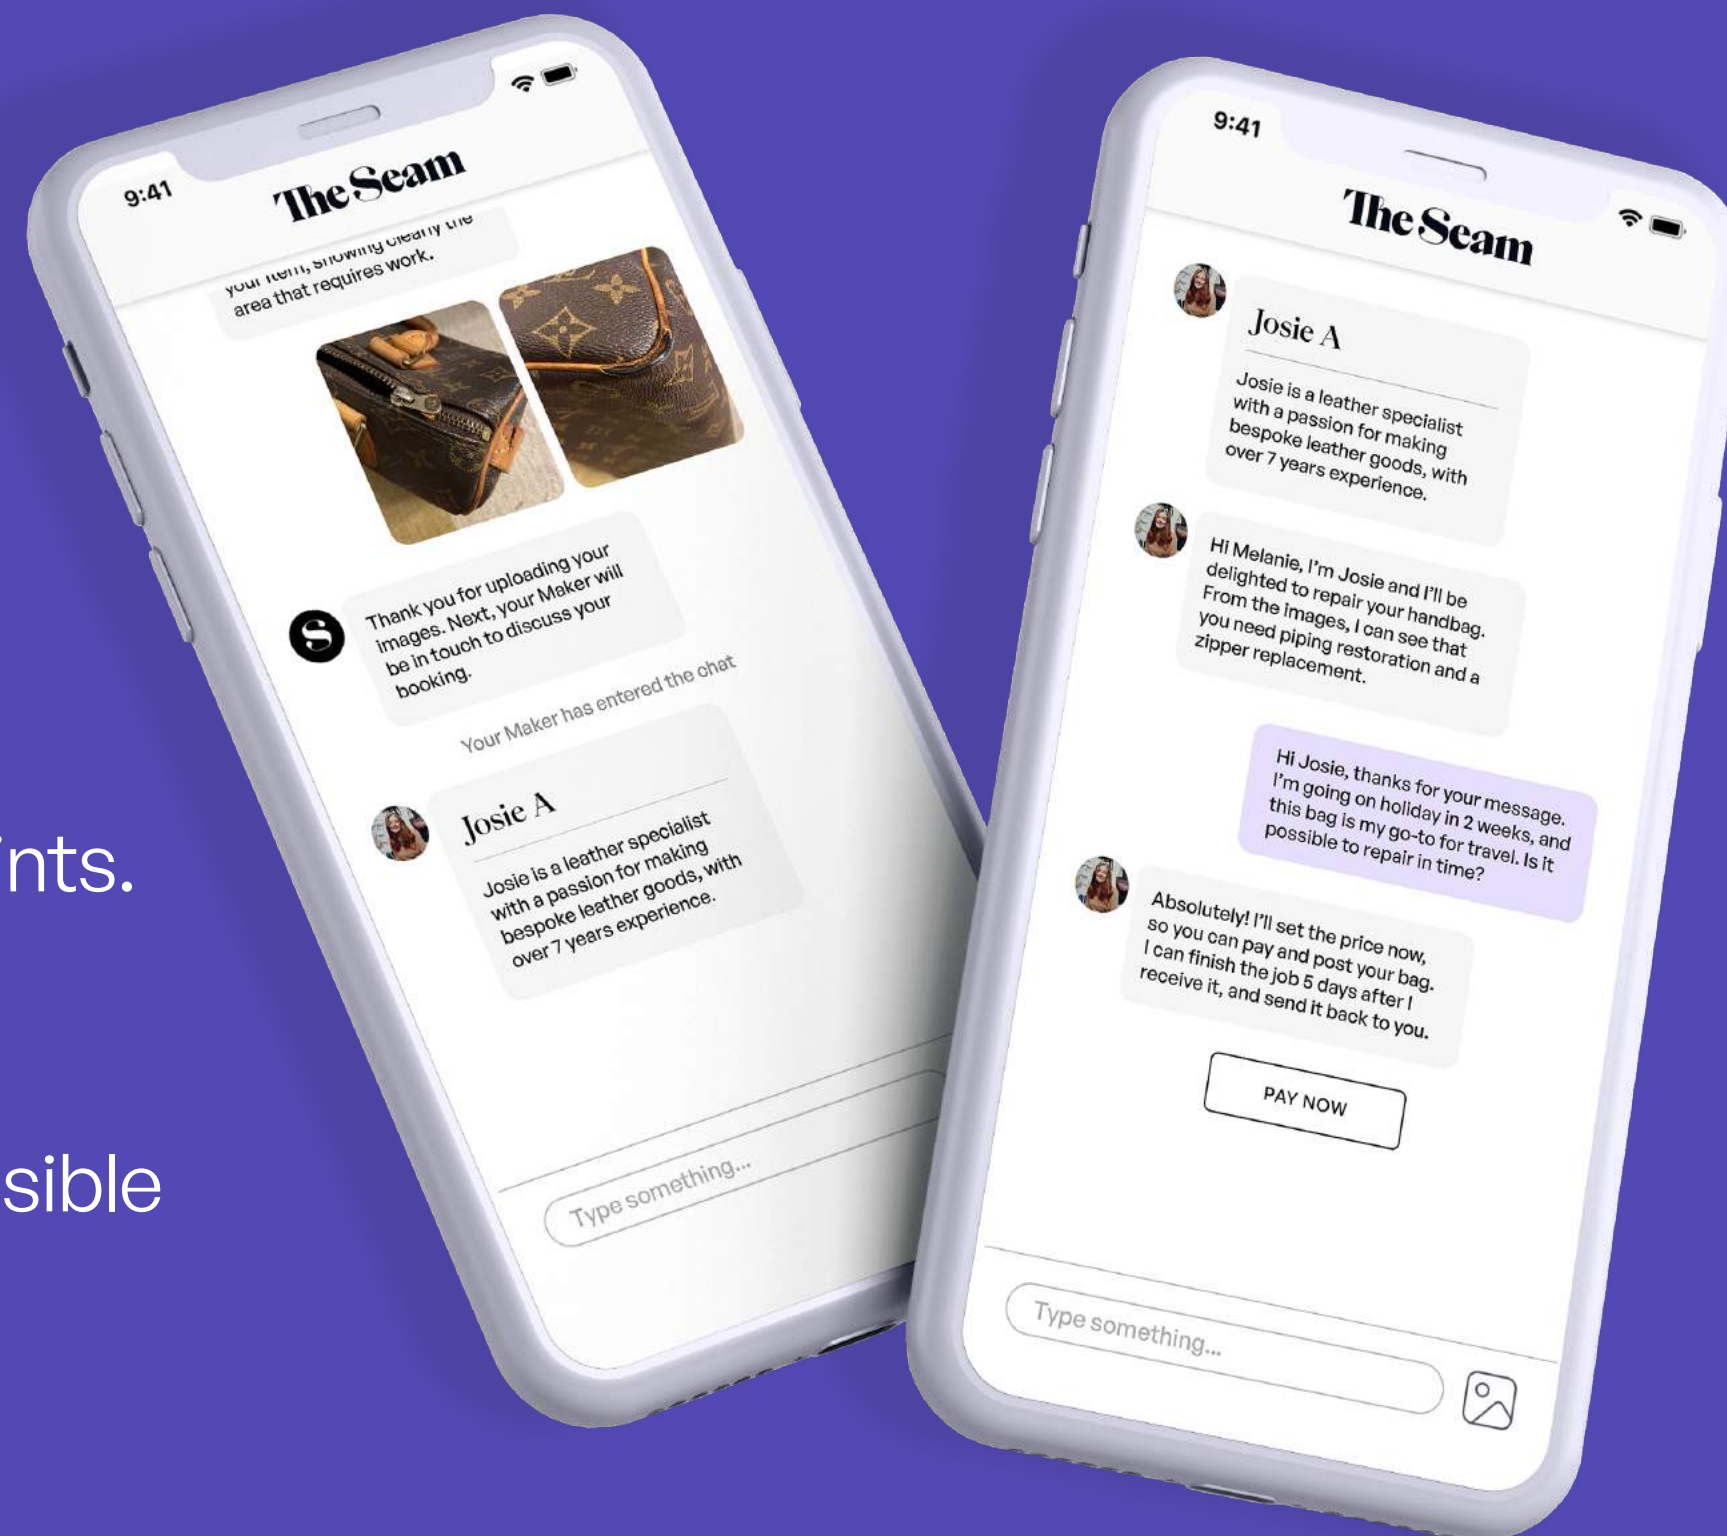 ints.
sible
9:41
The Seam
your item, showing clearly the
area that requires work.
Thank you for uploading your
images. Next, your Maker will
be in touch to discuss your
booking.
Your Maker has entered the chat
Josie A
Josie is a leather specialist
with a passion for making
bespoke leather goods, with
over 7 years experience.
Type something...
9:41
The Seam
Josie A
Josie is a leather specialist
with a passion for making
bespoke leather goods, with
over 7 years experience.
Hi Melanie, I'm Josie and I'll be
delighted to repair your handbag.
From the images, I can see that
you need piping restoration and a
zipper replacement.
Hi Josie, thanks for your message.
I'm going on holiday in 2 weeks, and
this bag is my go-to for travel. Is it
possible to repair in time?
Absolutely! I'll set the price now,
so you can pay and post your bag.
I can finish the job 5 days after I
receive it, and send it back to you.
PAY NOW
Type something...